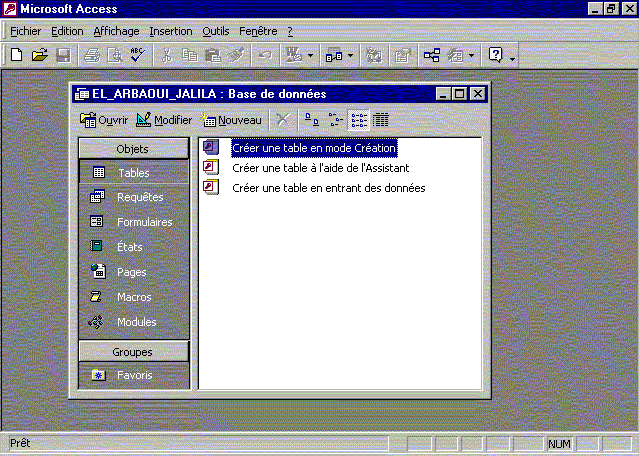 Microsoft Access
Fichier Edition Affichage Insertion Outils Fenêtre ?
EL_ARBAOUI_JALILA : Base de données
Ouvrir Modifier Nouveau
Objets
Tables
Requêtes
Formulaires
États
Pages
Macros
Modules
Groupes
Favoris
Créer une table en mode Création
Créer une table à l'aide de l'Assistant
Créer une table en entrant des données
Prêt
NUM